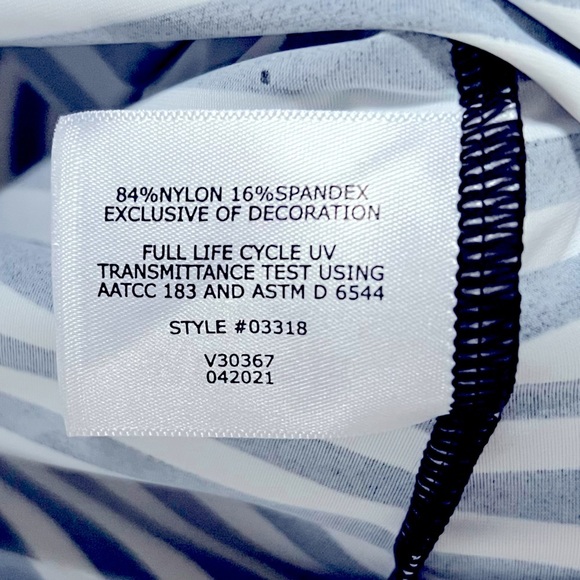 84%NYLON 16%SPANDEX
EXCLUSIVE OF DECORATION
FULL LIFE CYCLE UV
TRANSMITTANCE TEST USING
AATCC 183 AND ASTM D 6544
STYLE #03318
V30367
042021